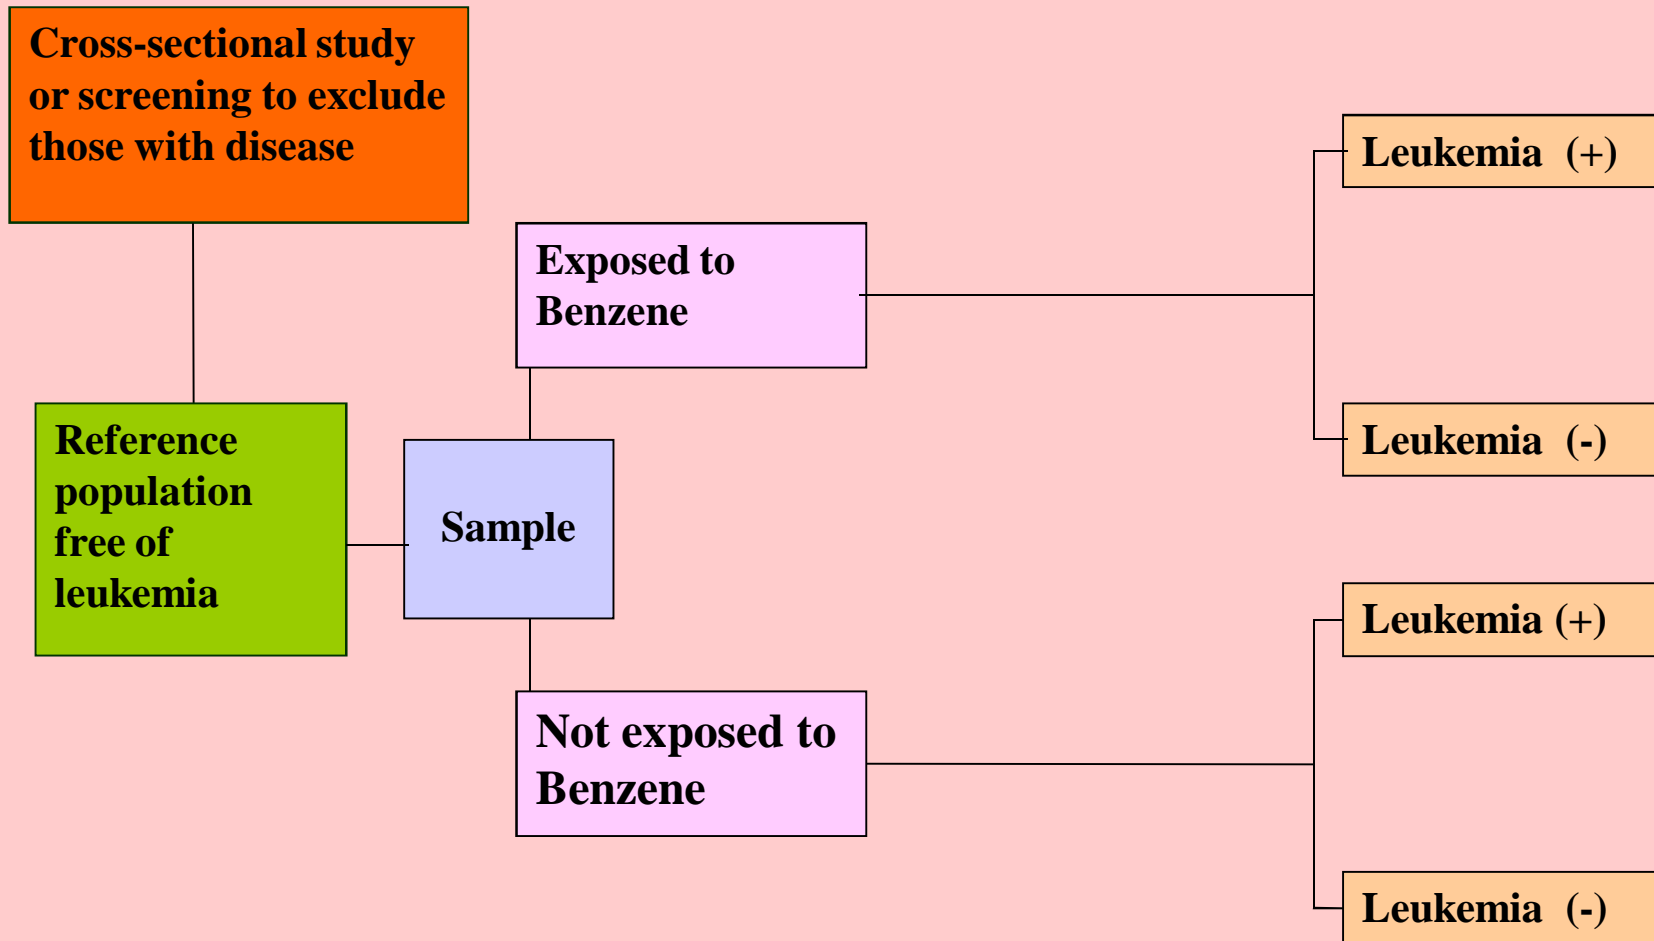 Cross-sectional study
or screening to exclude
those with disease
Reference
population
free of
leukemia
Sample
Exposed to
Benzene
Not exposed to
Benzene
Leukemia (+)
Leukemia (-)
Leukemia (+)
Leukemia (-)